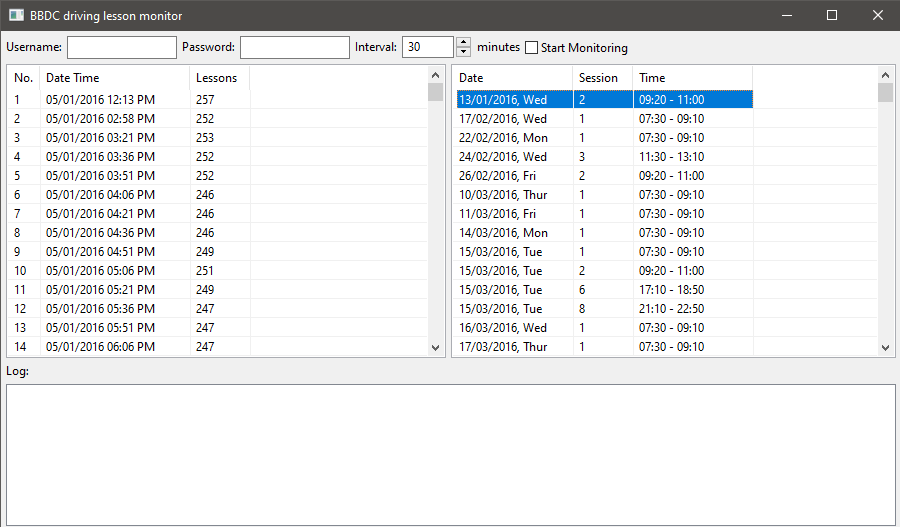 BBDC driving lesson monitor
Username: Password: Interval: 30 minutes Start Monitoring
No. Date Time Lessons
1 05/01/2016 12:13 PM 257
2 05/01/2016 02:58 PM 252
3 05/01/2016 03:21 PM 253
4 05/01/2016 03:36 PM 252
5 05/01/2016 03:51 PM 252
6 05/01/2016 04:06 PM 246
7 05/01/2016 04:21 PM 246
8 05/01/2016 04:36 PM 246
9 05/01/2016 04:51 PM 249
10 05/01/2016 05:06 PM 251
11 05/01/2016 05:21 PM 249
12 05/01/2016 05:36 PM 247
13 05/01/2016 05:51 PM 247
14 05/01/2016 06:06 PM 247
Date Session Time
13/01/2016, Wed 2 09:20 - 11:00
17/02/2016, Wed 1 07:30 - 09:10
22/02/2016, Mon 1 07:30 - 09:10
24/02/2016, Wed 3 11:30 - 13:10
26/02/2016, Fri 2 09:20 - 11:00
10/03/2016, Thur 1 07:30 - 09:10
11/03/2016, Fri 1 07:30 - 09:10
14/03/2016, Mon 1 07:30 - 09:10
15/03/2016, Tue 1 07:30 - 09:10
15/03/2016, Tue 2 09:20 - 11:00
15/03/2016, Tue 6 17:10 - 18:50
15/03/2016, Tue 8 21:10 - 22:50
16/03/2016, Wed 1 07:30 - 09:10
17/03/2016, Thur 1 07:30 - 09:10
Log: